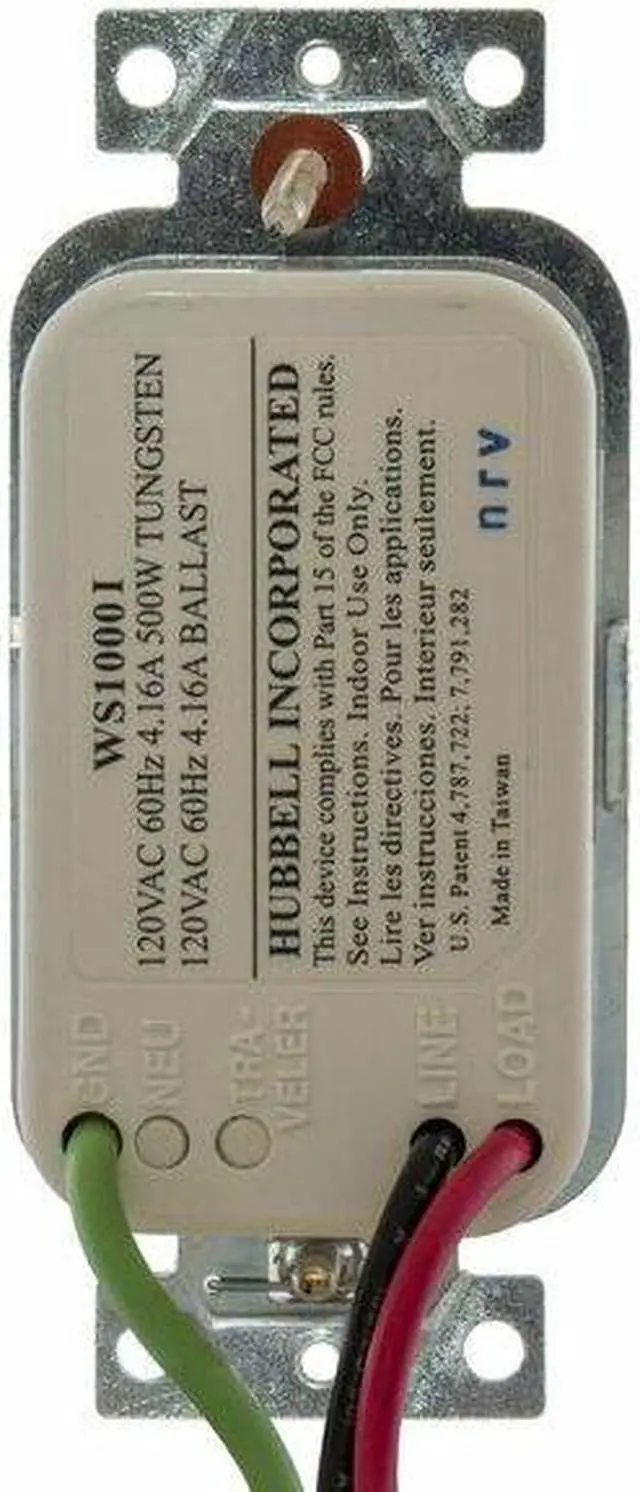 WS1000I
120VAC 60Hz 4.16A 500W TUNGSTEN
120VAC 60Hz 4.16A BALLAST
HUBBELL INCORPORATED
This device complies with Part 15 of the FCC rules.
See Instructions. Indoor Use Only.
Lire les directives. Pour les applications.
Ver instrucciones. Interieur seulement.
U.S. Patent 4,787,722; 7,791,282
Made in Taiwan
nrv
GND
NEU
TRA-
VELER
LINE
LOAD